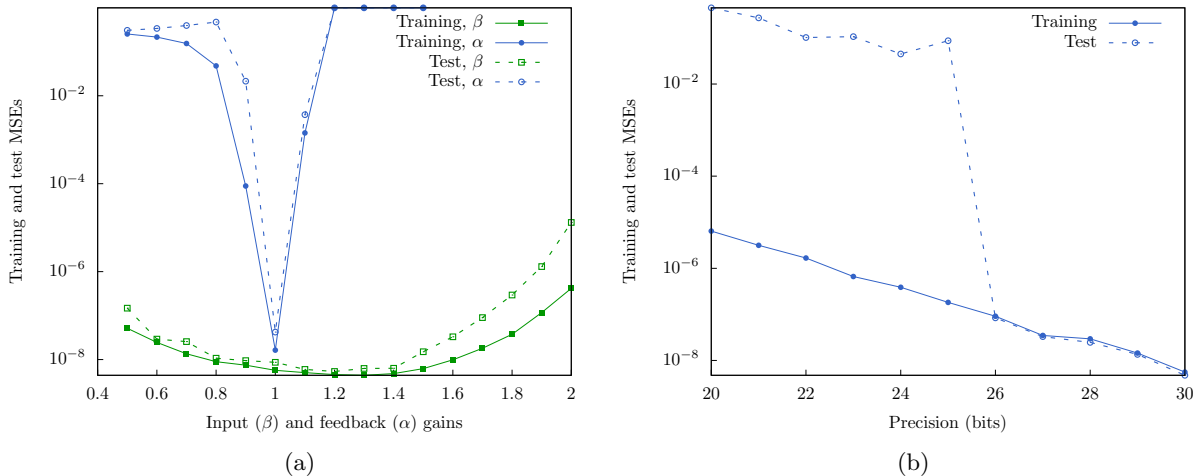 Training and test MSEs
10^{-2}
10^{-4}
10^{-6}
10^{-8}
Training, β
Training, α
Test, β
Test, α
0.4 0.6 0.8 1 1.2 1.4 1.6 1.8 2
Input (β) and feedback (α) gains
(a)
Training and test MSEs
10^{-2}
10^{-4}
10^{-6}
10^{-8}
Training
Test
20 22 24 26 28 30
Precision (bits)
(b)